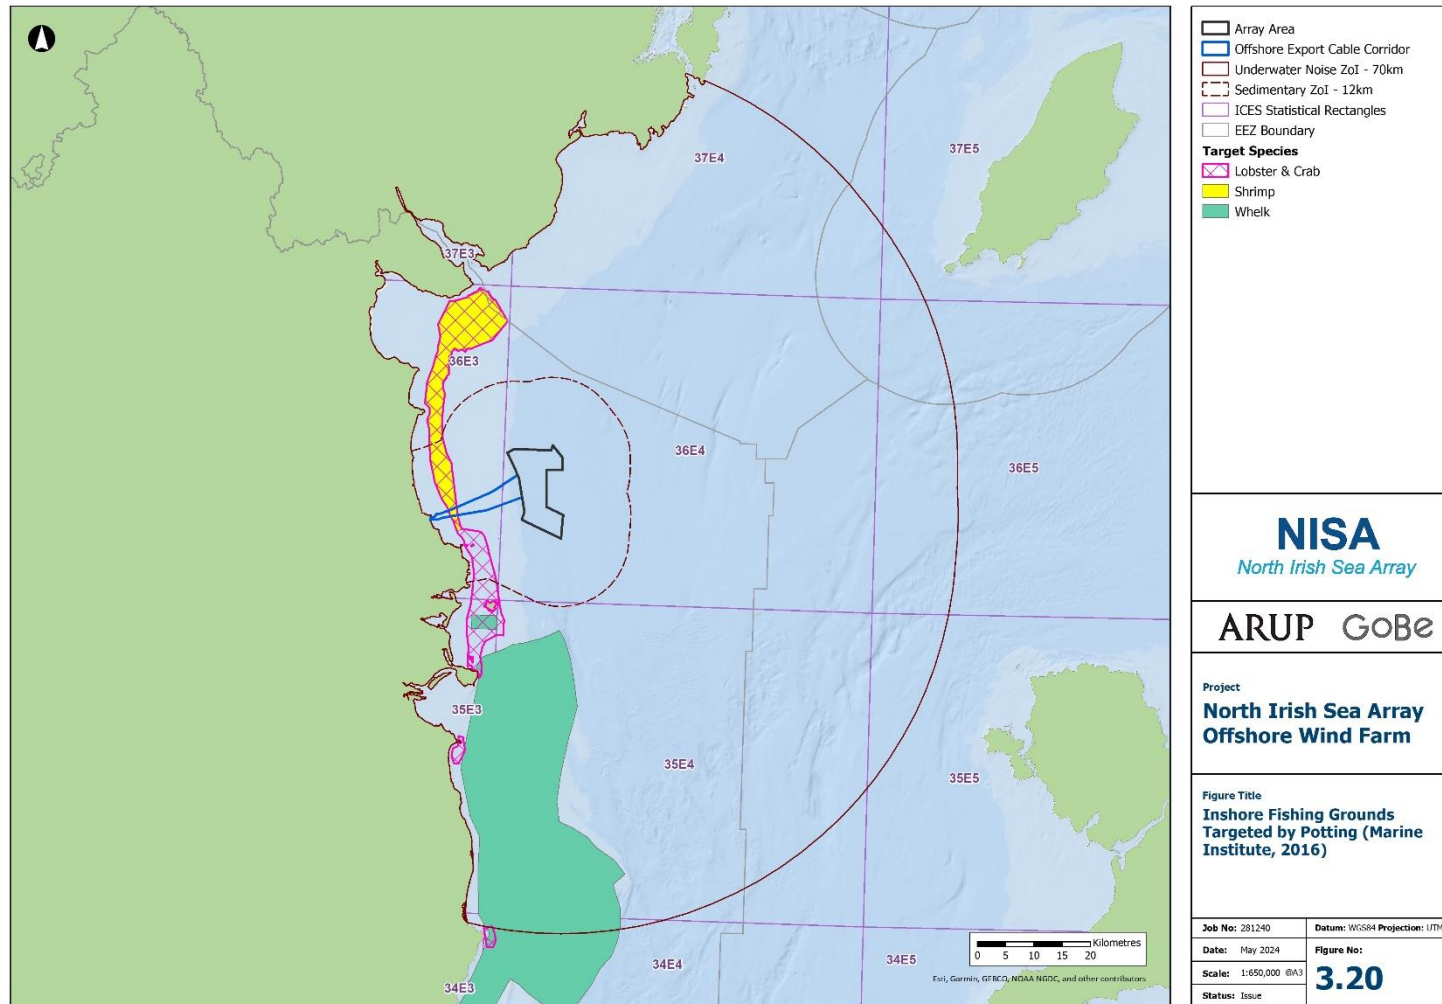 37E4
37E5
37E3
36E3
36E4
36E5
35E3
35E4
35E5
34E3
34E4
34E5
Kilometres
0 5 10 15 20
Esri, Garmin, GEBCO, NOAA NGDC, and other contributors
Array Area
Offshore Export Cable Corridor
Underwater Noise ZoI - 70km
Sedimentary ZoI - 12km
ICES Statistical Rectangles
EEZ Boundary
Target Species
Lobster & Crab
Shrimp
Whelk
NISA
North Irish Sea Array
ARUP GoBe
Project
North Irish Sea Array
Offshore Wind Farm
Figure Title
Inshore Fishing Grounds
Targeted by Potting (Marine
Institute, 2016)
Job No: 281240
Datum: WGS84 Projection: UTM
Date: May 2024
Figure No:
Scale: 1:650,000 @A3
3.20
Status: Issue